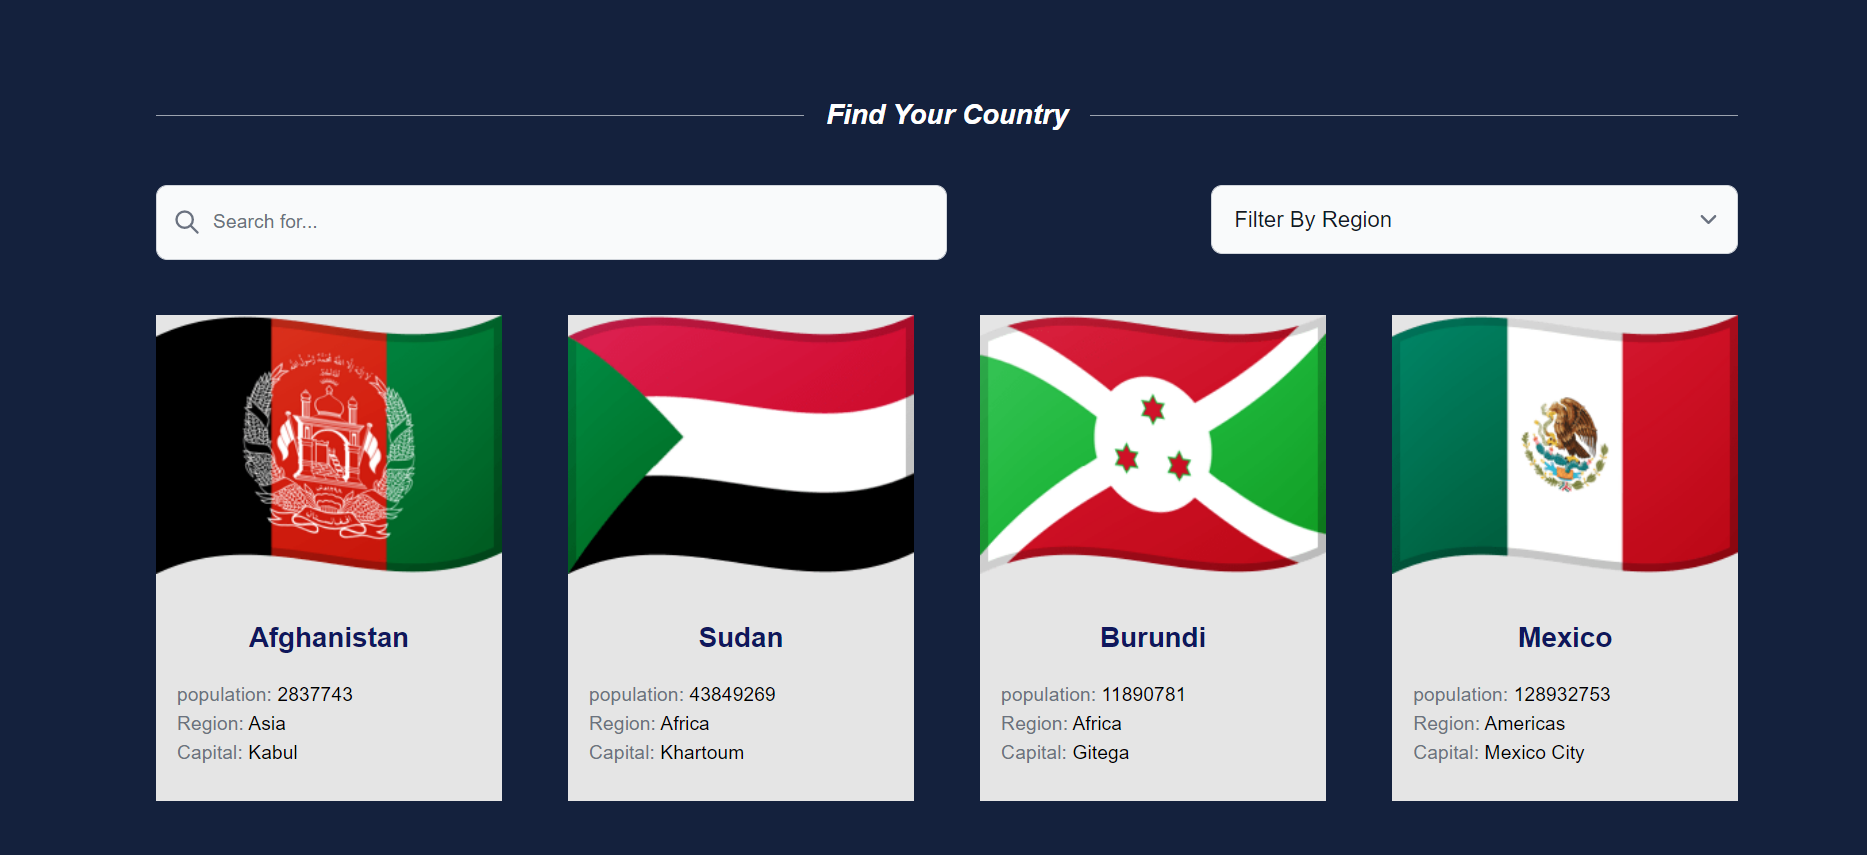 Find Your Country
Search for...
Filter By Region
Afghanistan
population: 2837743
Region: Asia
Capital: Kabul
Sudan
population: 43849269
Region: Africa
Capital: Khartoum
Burundi
population: 11890781
Region: Africa
Capital: Gitega
Mexico
population: 128932753
Region: Americas
Capital: Mexico City